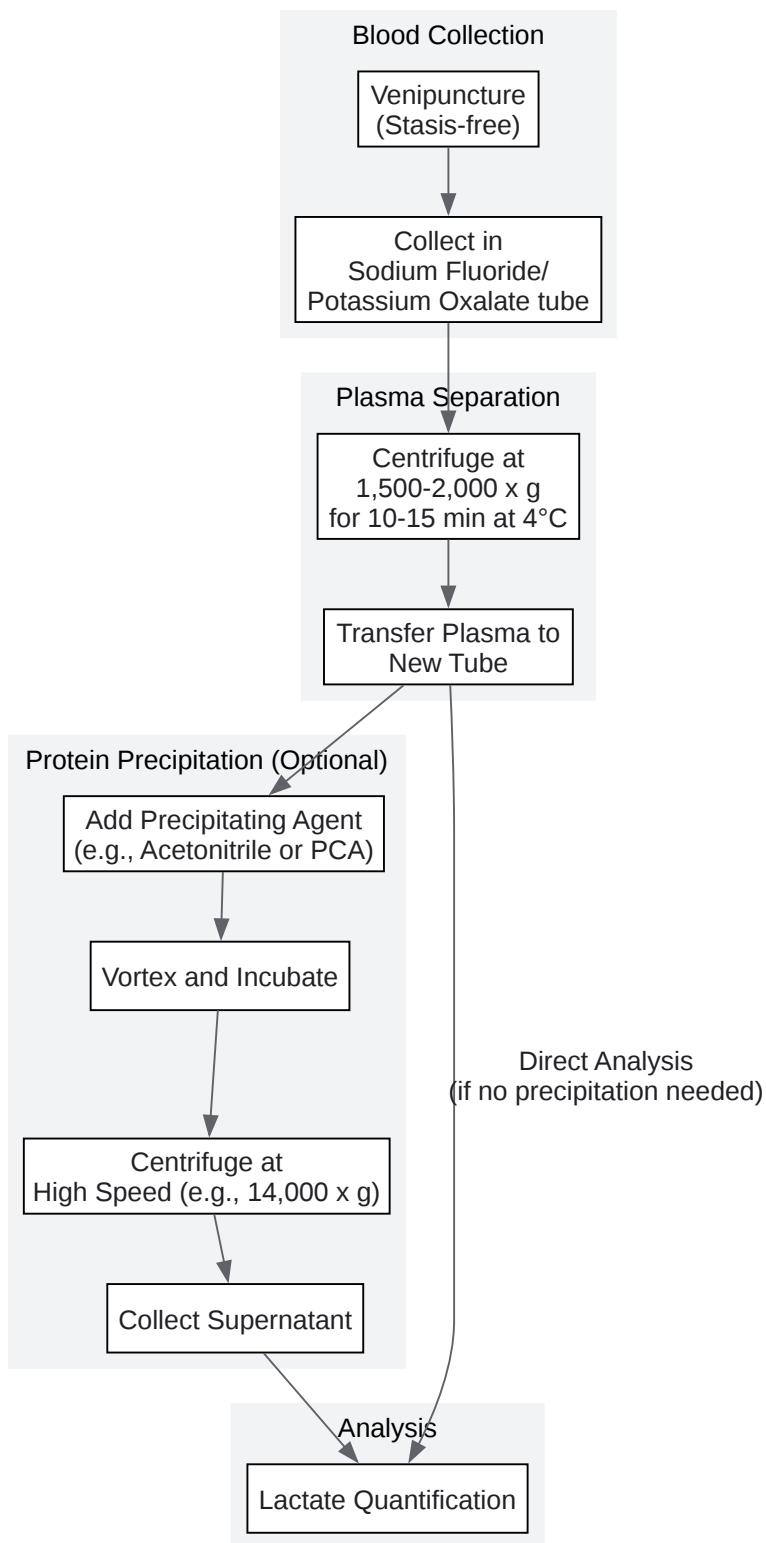 Blood Collection
Venipuncture
(Stasis-free)
Collect in
Sodium Fluoride/
Potassium Oxalate tube
Plasma Separation
Centrifuge at
1,500-2,000 x g
for 10-15 min at 4°C
Transfer Plasma to
New Tube
Protein Precipitation (Optional)
Add Precipitating Agent
(e.g., Acetonitrile or PCA)
Vortex and Incubate
Direct Analysis
(if no precipitation needed)
Centrifuge at
High Speed (e.g., 14,000 x g)
Collect Supernatant
Analysis
Lactate Quantification